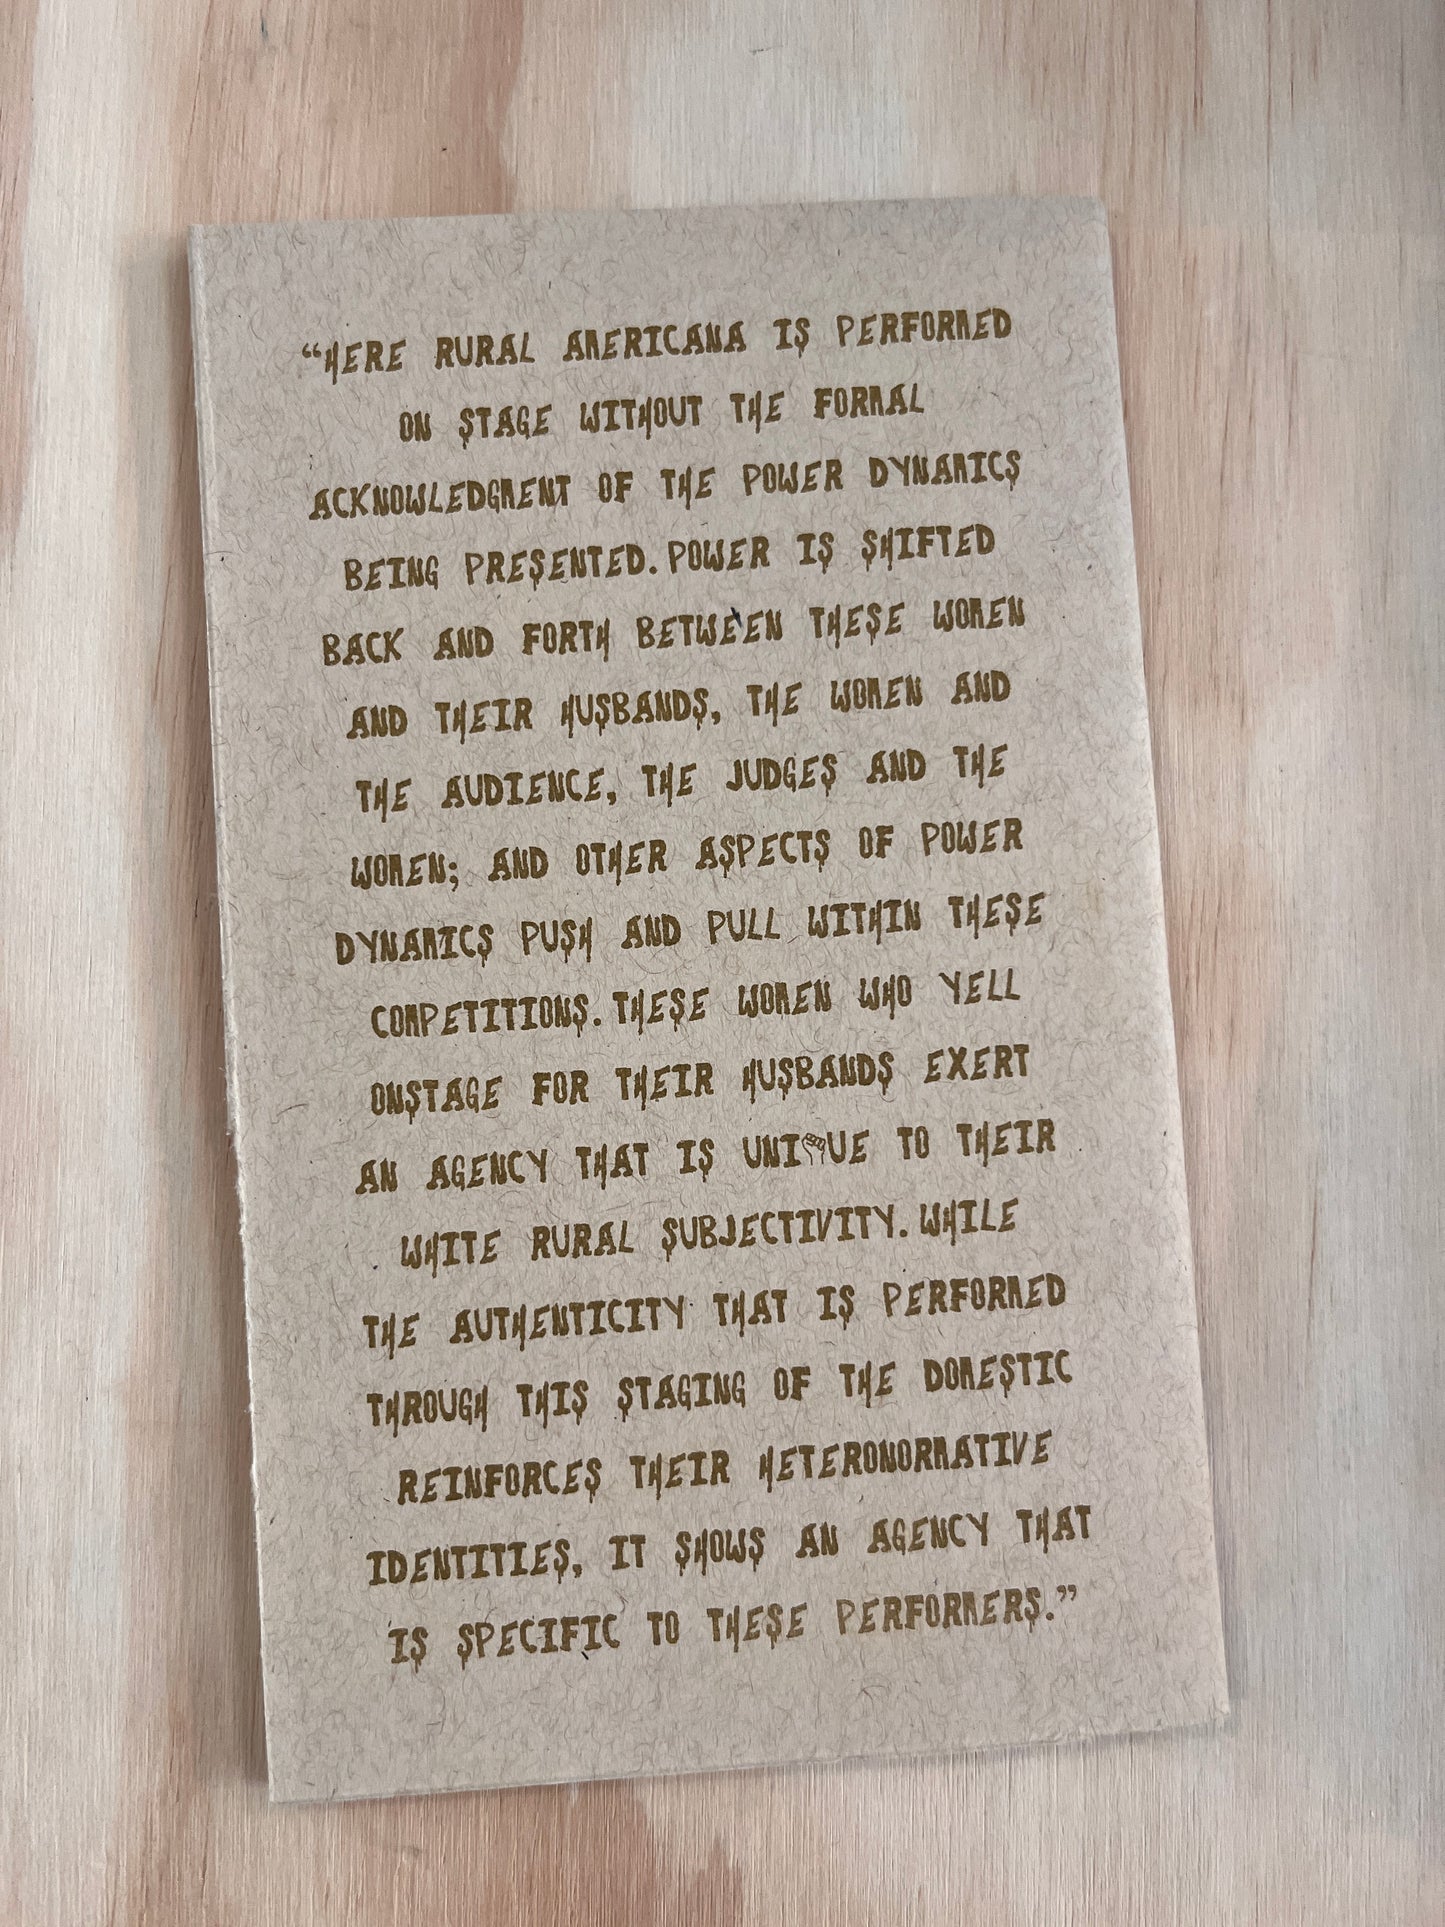 “HERE RURAL AMERICANA IS PERFORMED
ON STAGE WITHOUT THE FORMAL
ACKNOWLEDGMENT OF THE POWER DYNAMICS
BEING PRESENTED. POWER IS SHIFTED
BACK AND FORTH BETWEEN THESE WOMEN
AND THEIR HUSBANDS, THE WOMEN AND
THE AUDIENCE, THE JUDGES AND THE
WOMEN; AND OTHER ASPECTS OF POWER
DYNAMICS PUSH AND PULL WITHIN THESE
COMPETITIONS. THESE WOMEN WHO YELL
ONSTAGE FOR THEIR HUSBANDS EXERT
AN AGENCY THAT IS UNI✊UE TO THEIR
WHITE RURAL SUBJECTIVITY. WHILE
THE AUTHENTICITY THAT IS PERFORMED
THROUGH THIS STAGING OF THE DOMESTIC
REINFORCES THEIR HETERONORMATIVE
IDENTITIES, IT SHOWS AN AGENCY THAT
IS SPECIFIC TO THESE PERFORMERS.”